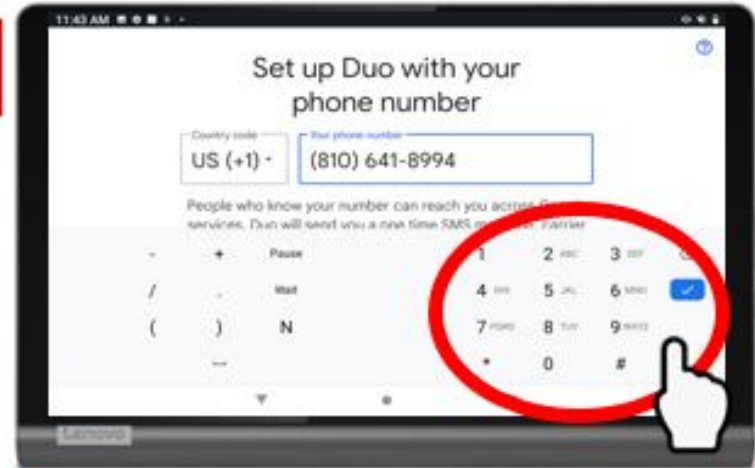 11:43 AM
Set up Duo with your
phone number
Country code
Your phone number
US (+1)
(810) 641-8994
People who know your number can reach you across
services. Duo will send you a one time SMS
- + Pause 1 2 ABC 3 DEF
/ . Wait 4 GHI 5 JKL 6 MNO
( ) N 7 PQRS 8 TUV 9 WXYZ
* 0 #
Lenovo